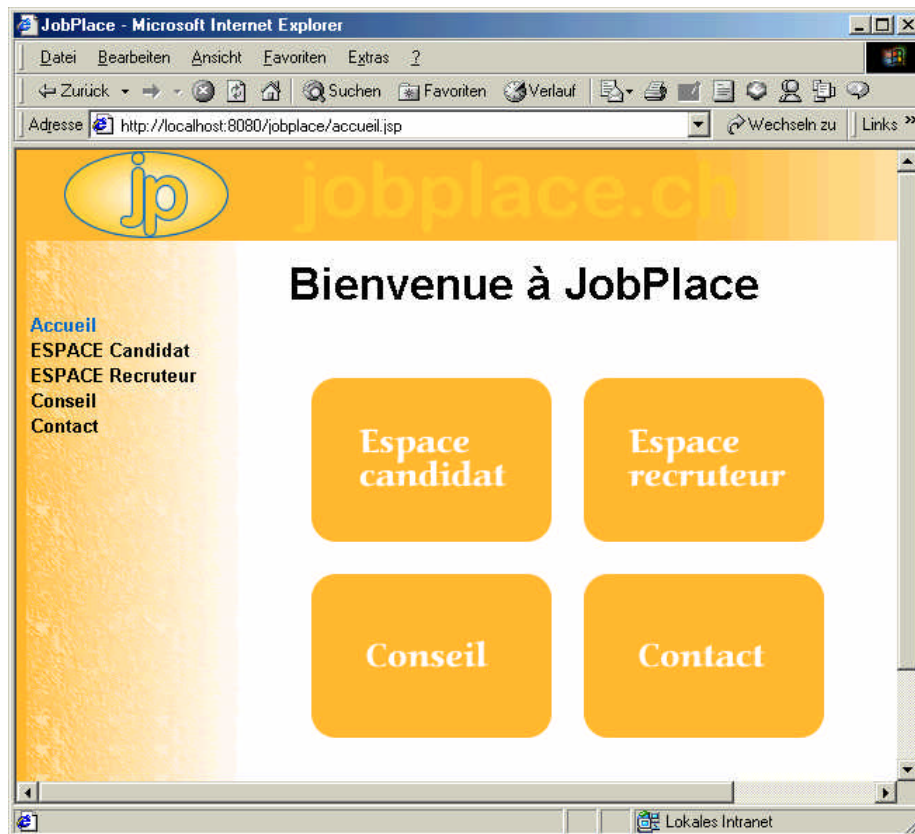 JobPlace - Microsoft Internet Explorer
Datei Bearbeiten Ansicht Favoriten Extras ?
Zurück Suchen Favoriten Verlauf
Adresse http://localhost:8080/jobplace/accueil.jsp Wechseln zu Links »
jp jobplace.ch
Bienvenue à JobPlace
Accueil
ESPACE Candidat
ESPACE Recruteur
Conseil
Contact
Espace
candidat
Espace
recruteur
Conseil
Contact
Lokales Intranet